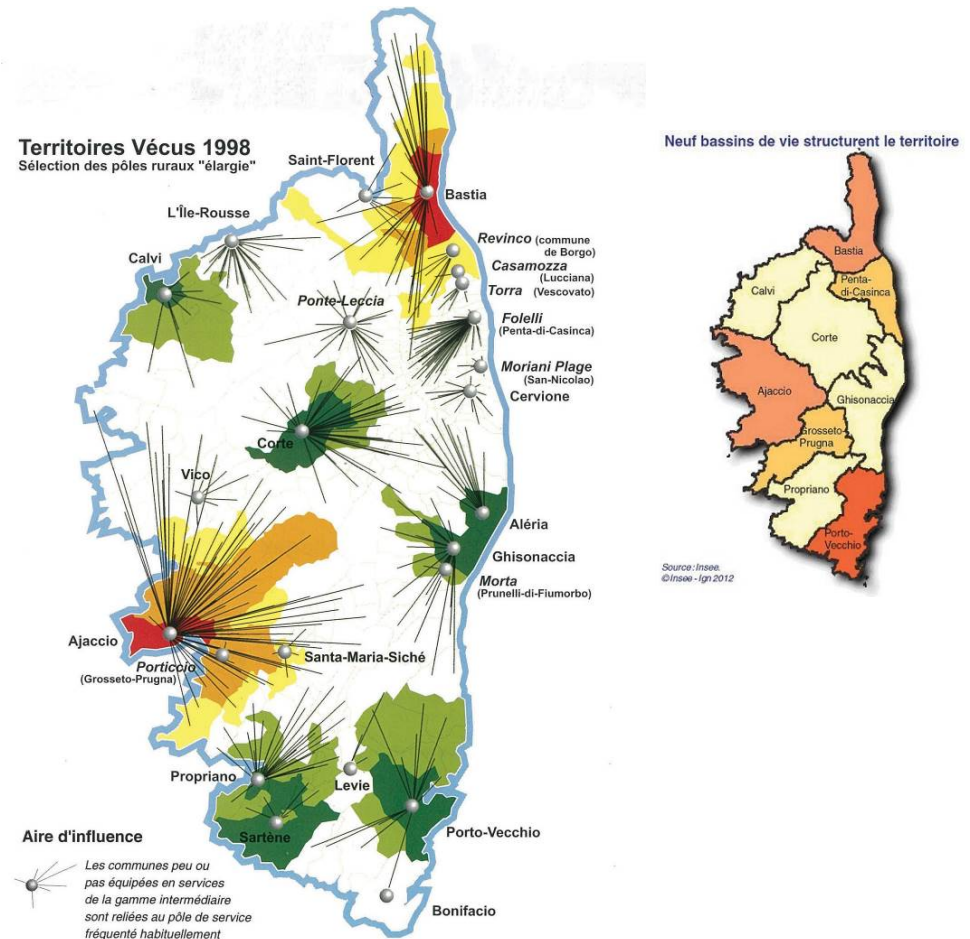 Territoires Vécus 1998
Sélection des pôles ruraux "élargie"
Saint-Florent
Bastia
L'Île-Rousse
Revinco (commune
de Borgo)
Calvi
Casamozza
(Lucciana)
Ponte-Leccia
Torra (Vescovato)
Folelli
(Penta-di-Casinca)
Moriani Plage
(San-Nicolao)
Cervione
Corte
Vico
Aléria
Ghisonaccia
Morta
(Prunelli-di-Fiumorbo)
Ajaccio
Porticcio
(Grosseto-Prugna)
Santa-Maria-Siché
Propriano
Levie
Sartène
Porto-Vecchio
Bonifacio
Aire d'influence
Les communes peu ou
pas équipées en services
de la gamme intermédiaire
sont reliées au pôle de service
fréquenté habituellement
Neuf bassins de vie structurent le territoire
Bastia
Penta-
di-Casinca
Calvi
Corte
Ajaccio
Ghisonaccia
Grosseto-
Prugna
Propriano
Porto-
Vecchio
Source : Insee.
©Insee - Ign 2012